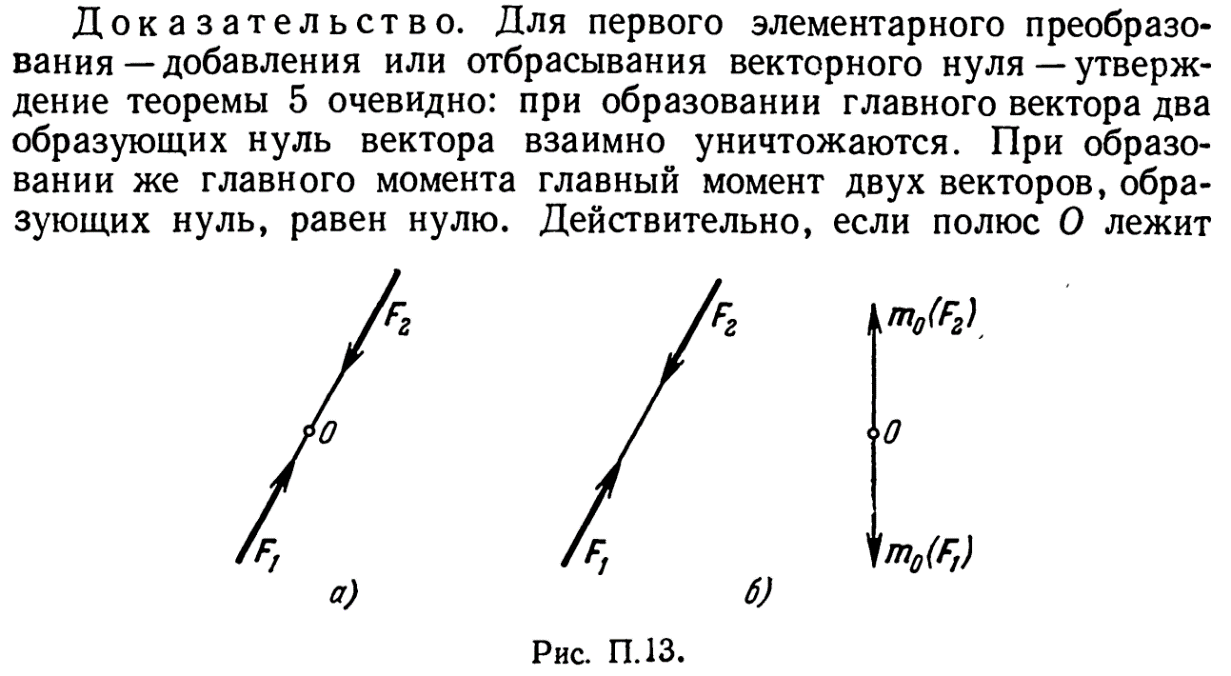 Доказательство. Для первого элементарного преобразо-
вания — добавления или отбрасывания векторного нуля — утверж-
дение теоремы 5 очевидно: при образовании главного вектора два
образующих нуль вектора взаимно уничтожаются. При образо-
вании же главного момента главный момент двух векторов, обра-
зующих нуль, равен нулю. Действительно, если полюс O лежит
F₂
O
F₁
а)
F₂
F₁
б)
m₀(F₂)
O
m₀(F₁)
Рис. П.13.